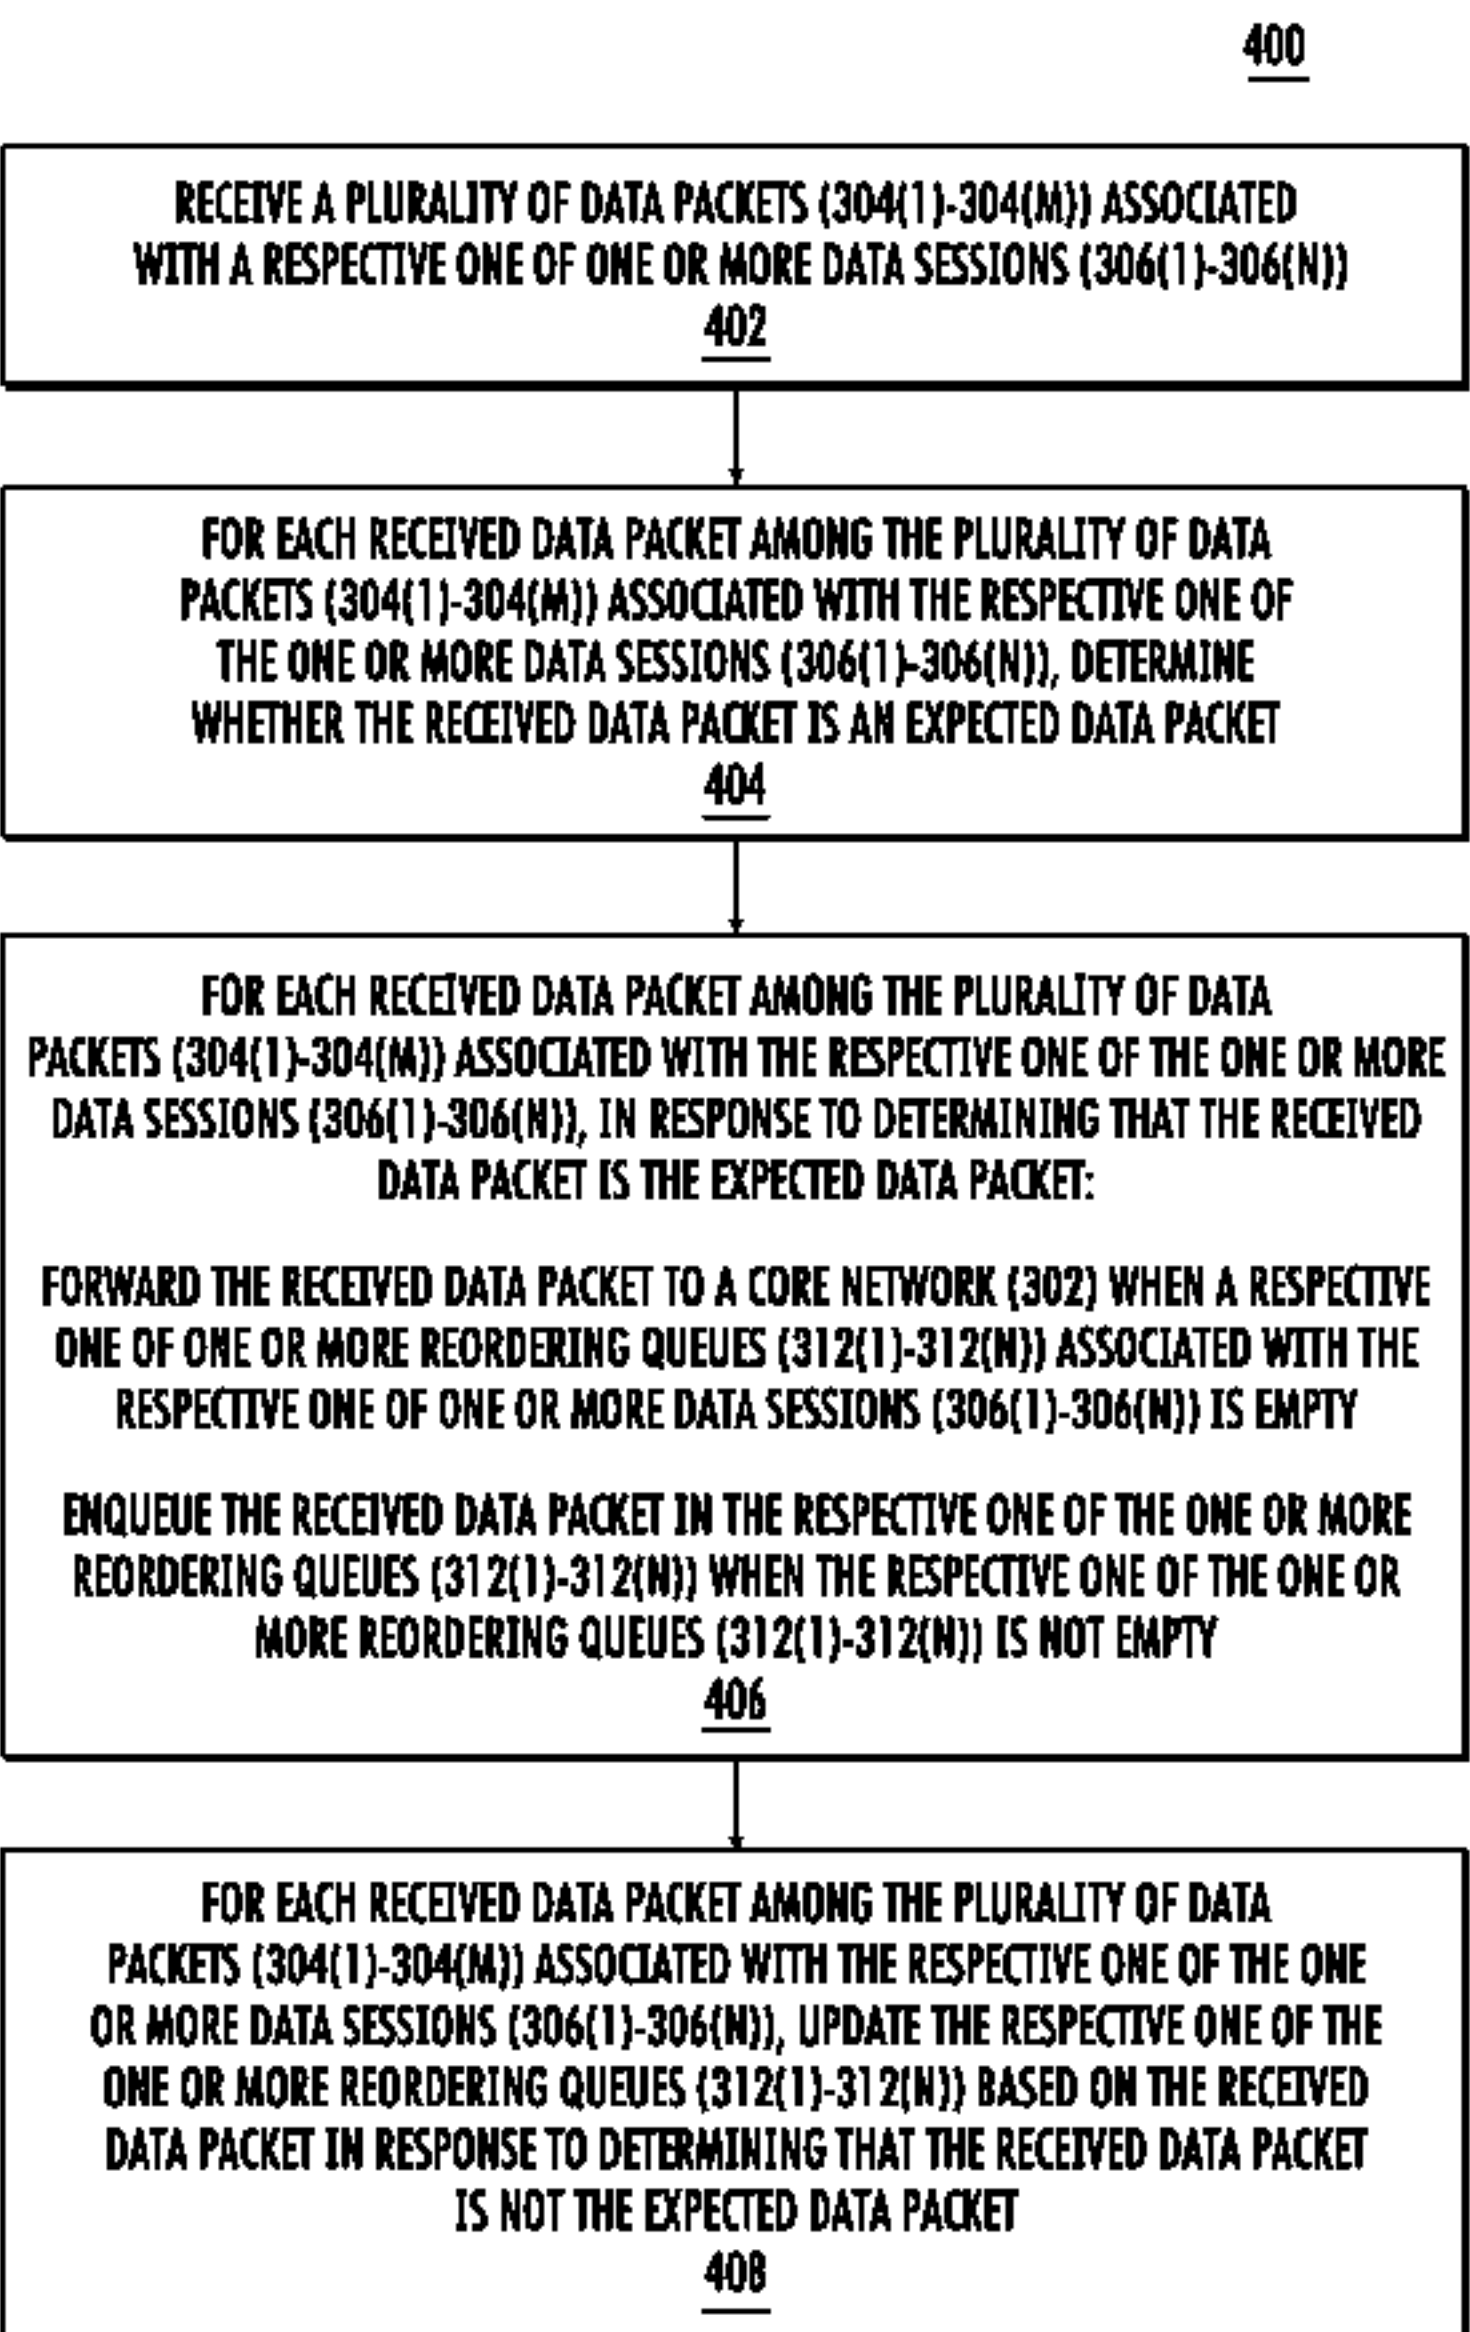 400
RECEIVE A PLURALITY OF DATA PACKETS (304(1)-304(M)) ASSOCIATED
WITH A RESPECTIVE ONE OF ONE OR MORE DATA SESSIONS (306(1)-306(N))
402
FOR EACH RECEIVED DATA PACKET AMONG THE PLURALITY OF DATA
PACKETS (304(1)-304(M)) ASSOCIATED WITH THE RESPECTIVE ONE OF
THE ONE OR MORE DATA SESSIONS (306(1)-306(N)), DETERMINE
WHETHER THE RECEIVED DATA PACKET IS AN EXPECTED DATA PACKET
404
FOR EACH RECEIVED DATA PACKET AMONG THE PLURALITY OF DATA
PACKETS (304(1)-304(M)) ASSOCIATED WITH THE RESPECTIVE ONE OF THE ONE OR MORE
DATA SESSIONS (306(1)-306(N)), IN RESPONSE TO DETERMINING THAT THE RECEIVED
DATA PACKET IS THE EXPECTED DATA PACKET:
FORWARD THE RECEIVED DATA PACKET TO A CORE NETWORK (302) WHEN A RESPECTIVE
ONE OF ONE OR MORE REORDERING QUEUES (312(1)-312(N)) ASSOCIATED WITH THE
RESPECTIVE ONE OF ONE OR MORE DATA SESSIONS (306(1)-306(N)) IS EMPTY
ENQUEUE THE RECEIVED DATA PACKET IN THE RESPECTIVE ONE OF THE ONE OR MORE
REORDERING QUEUES (312(1)-312(N)) WHEN THE RESPECTIVE ONE OF THE ONE OR
MORE REORDERING QUEUES (312(1)-312(N)) IS NOT EMPTY
406
FOR EACH RECEIVED DATA PACKET AMONG THE PLURALITY OF DATA
PACKETS (304(1)-304(M)) ASSOCIATED WITH THE RESPECTIVE ONE OF THE ONE
OR MORE DATA SESSIONS (306(1)-306(N)), UPDATE THE RESPECTIVE ONE OF THE
ONE OR MORE REORDERING QUEUES (312(1)-312(N)) BASED ON THE RECEIVED
DATA PACKET IN RESPONSE TO DETERMINING THAT THE RECEIVED DATA PACKET
IS NOT THE EXPECTED DATA PACKET
408